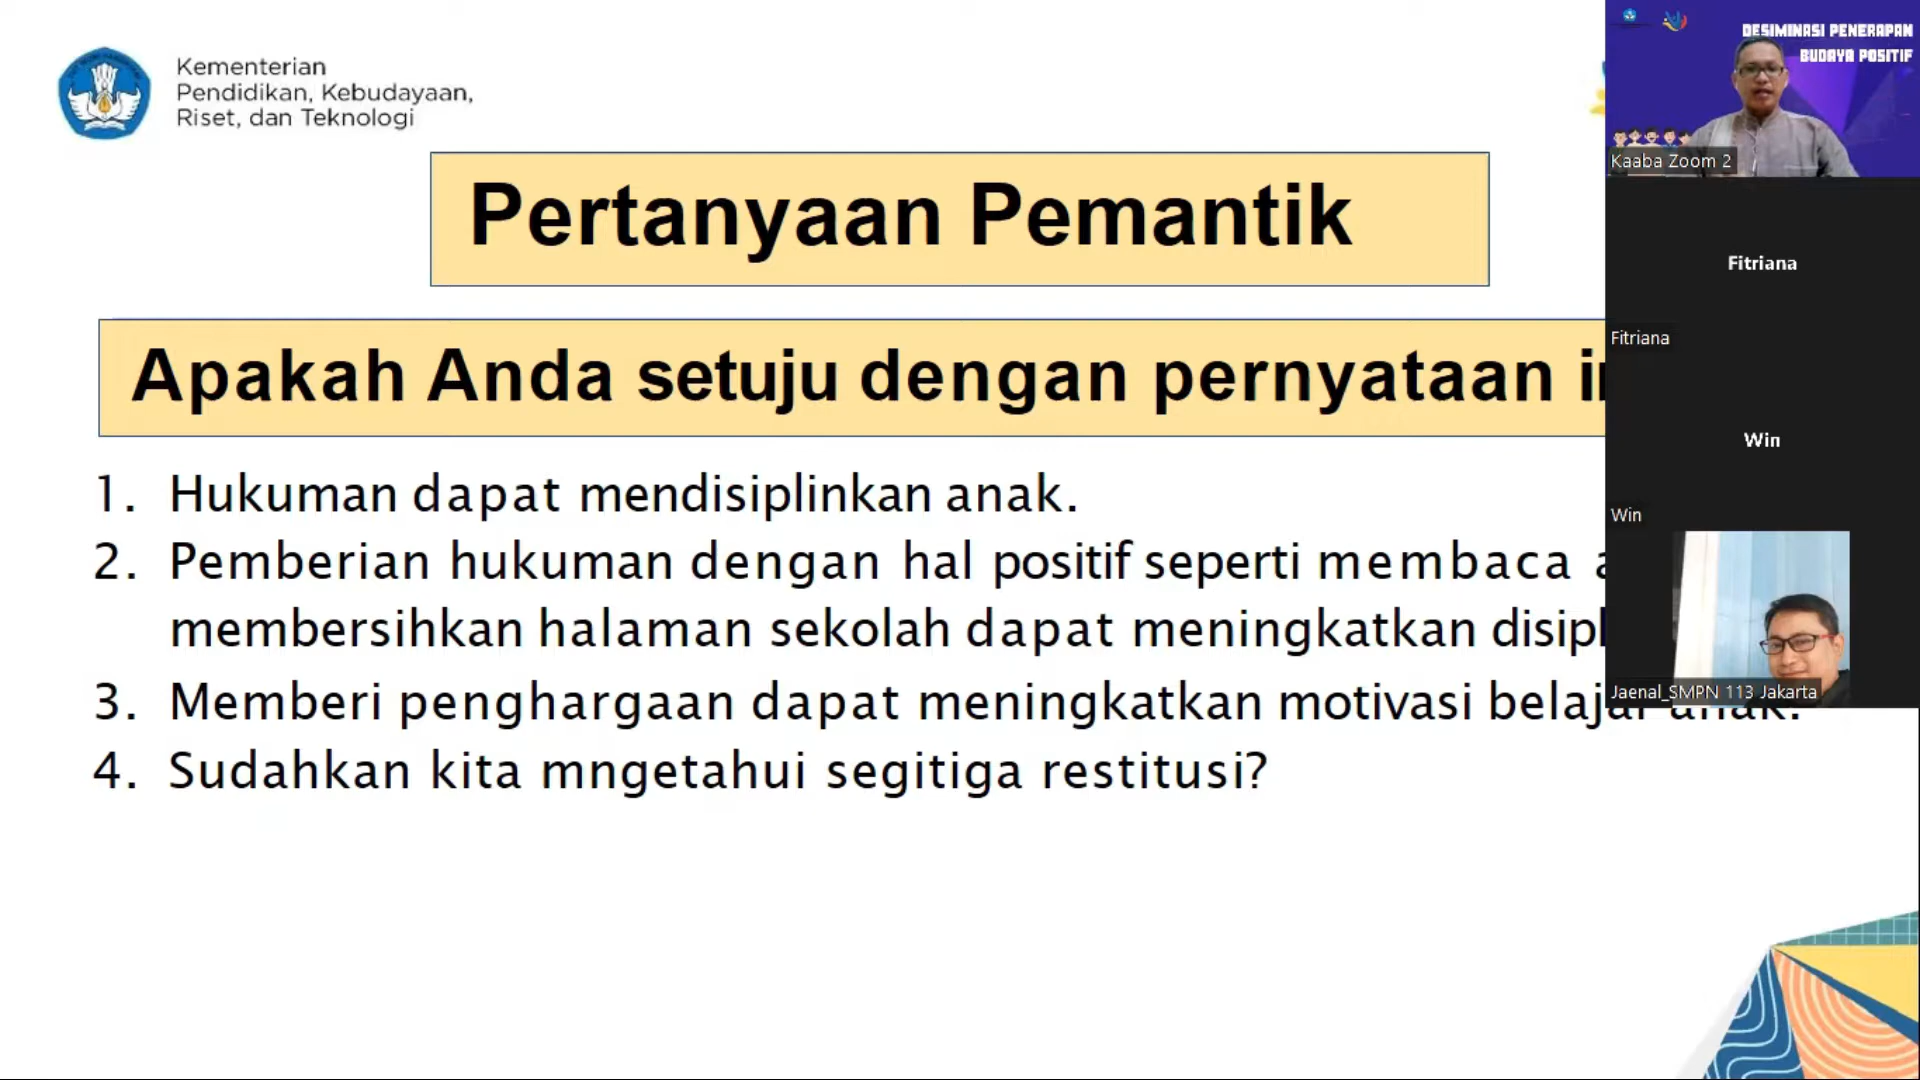 Kementerian
Pendidikan, Kebudayaan,
Riset, dan Teknologi
Pertanyaan Pemantik
Apakah Anda setuju dengan pernyataan
1. Hukuman dapat mendisiplinkan anak.
2. Pemberian hukuman dengan hal positif seperti membaca
membersihkan halaman sekolah dapat meningkatkan
3. Memberi penghargaan dapat meningkatkan motivasi belajar anak.
4. Sudahkan kita mngetahui segitiga restitusi?
DESIMINASI PENERAPAN
BUDAYA POSITIF
Kaaba Zoom 2
Fitriana
Fitriana
Win
Win
Jaenal_SMPN 113 Jakarta